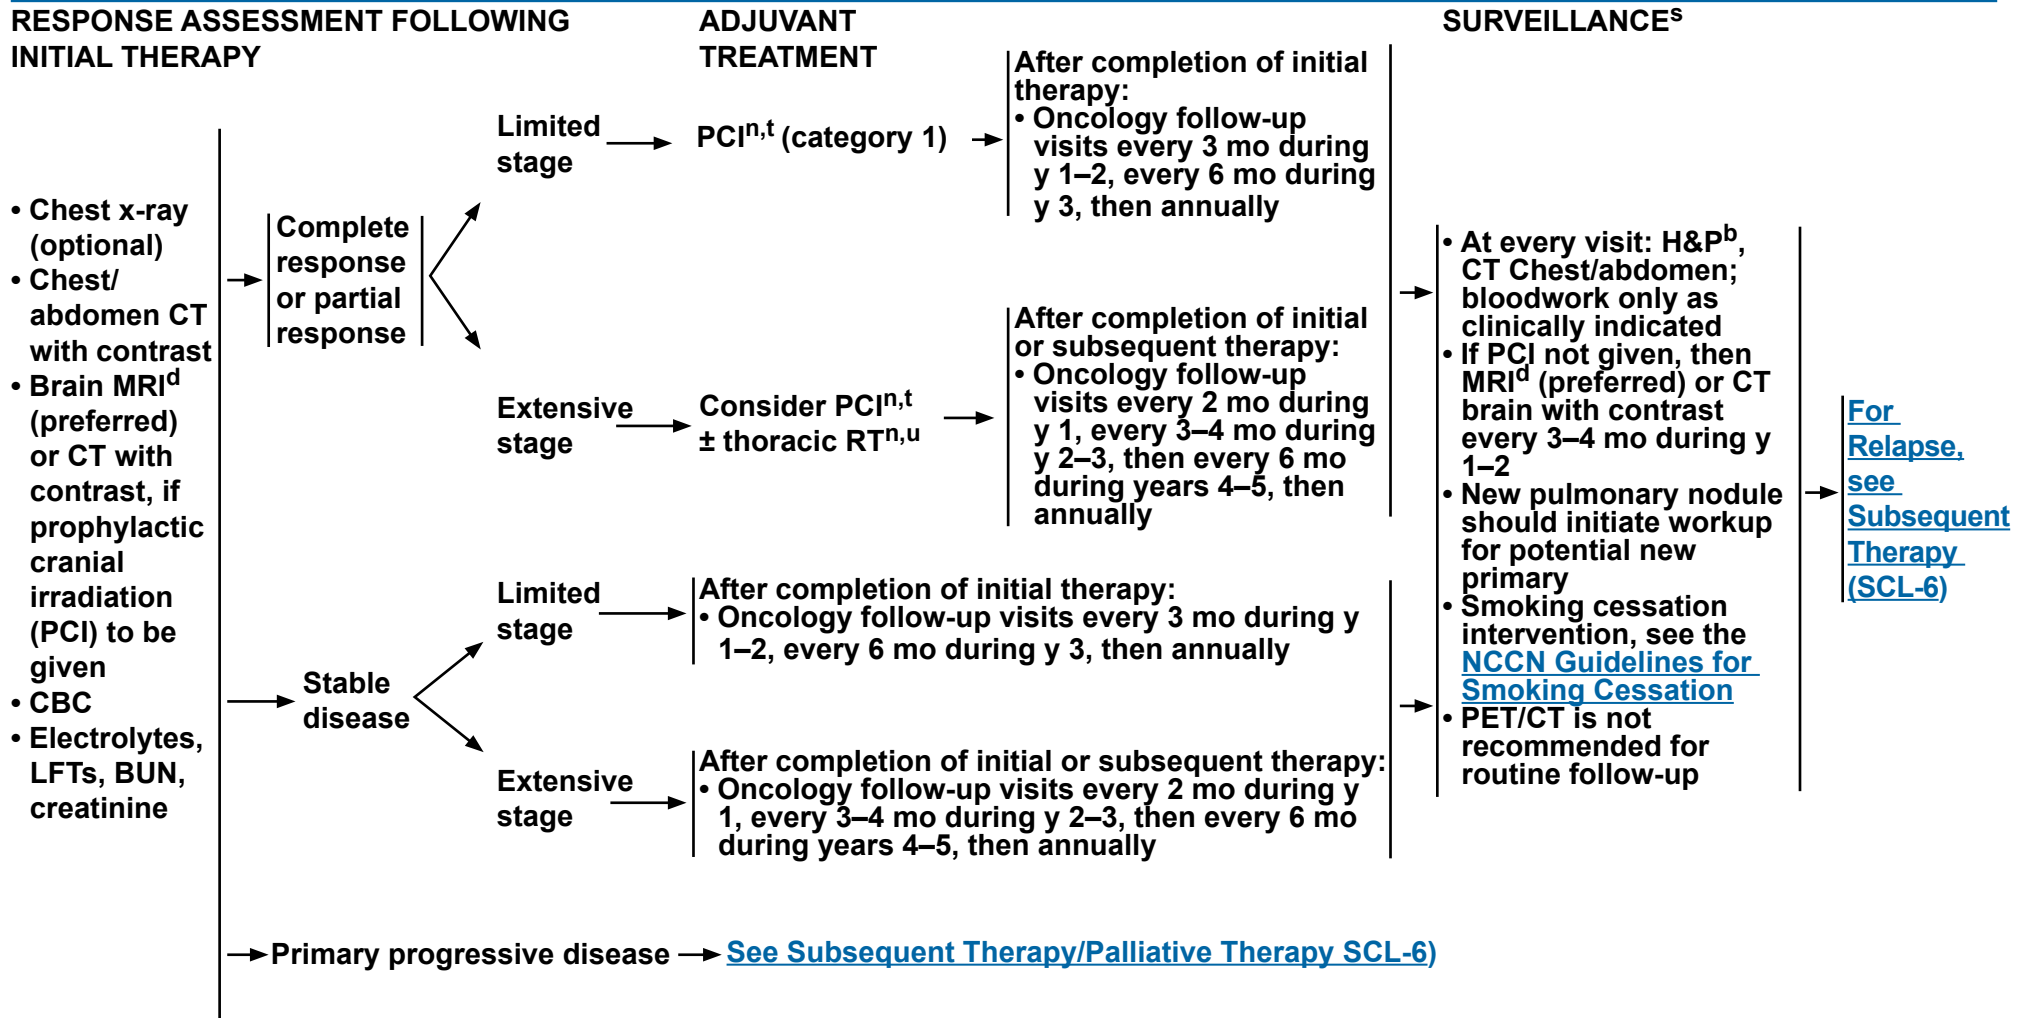 RESPONSE ASSESSMENT FOLLOWING
INITIAL THERAPY
ADJUVANT
TREATMENT
SURVEILLANCEs
• Chest x-ray
(optional)
• Chest/
abdomen CT
with contrast
• Brain MRId
(preferred)
or CT with
contrast, if
prophylactic
cranial
irradiation
(PCI) to be
given
• CBC
• Electrolytes,
LFTs, BUN,
creatinine
Complete
response
or partial
response
Limited
stage
PCIn,t (category 1)
After completion of initial
therapy:
• Oncology follow-up
visits every 3 mo during
y 1–2, every 6 mo during
y 3, then annually
Extensive
stage
Consider PCIn,t
± thoracic RTn,u
After completion of initial
or subsequent therapy:
• Oncology follow-up
visits every 2 mo during
y 1, every 3–4 mo during
y 2–3, then every 6 mo
during years 4–5, then
annually
Stable
disease
Limited
stage
After completion of initial therapy:
• Oncology follow-up visits every 3 mo during y
1–2, every 6 mo during y 3, then annually
Extensive
stage
After completion of initial or subsequent therapy:
• Oncology follow-up visits every 2 mo during y
1, every 3–4 mo during y 2–3, then every 6 mo
during years 4–5, then annually
Primary progressive disease
See Subsequent Therapy/Palliative Therapy SCL-6)
• At every visit: H&Pb,
CT Chest/abdomen;
bloodwork only as
clinically indicated
• If PCI not given, then
MRId (preferred) or CT
brain with contrast
every 3–4 mo during y
1–2
• New pulmonary nodule
should initiate workup
for potential new
primary
• Smoking cessation
intervention, see the
NCCN Guidelines for
Smoking Cessation
• PET/CT is not
recommended for
routine follow-up
For
Relapse,
see
Subsequent
Therapy
(SCL-6)